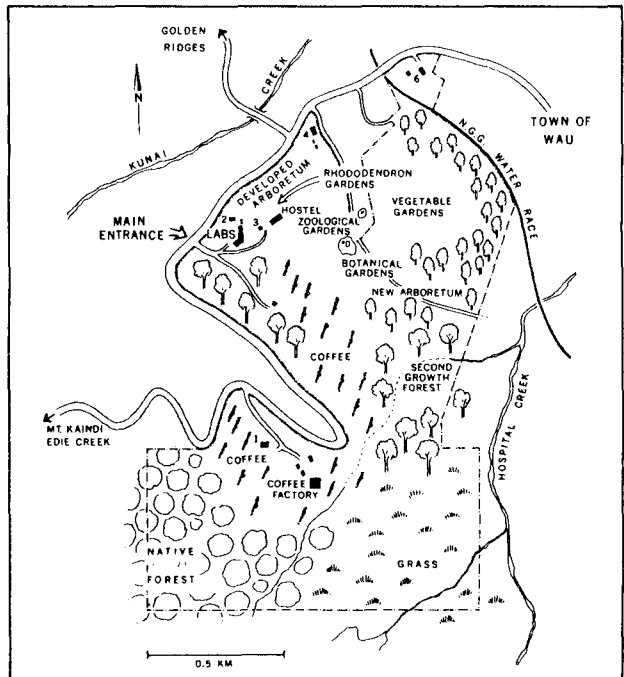 GOLDEN
RIDGES
CREEK
KUNAI
N
6
TOWN OF
WAU
N.G.G. WATER RACE
4
DEVELOPED
ARBORETUM
RHODODENDRON
GARDENS
VEGETABLE
GARDENS
MAIN
ENTRANCE
2
3
HOSTEL
LABS
ZOOLOGICAL
GARDENS
BOTANICAL
GARDENS
NEW ARBORETUM
COFFEE
SECOND
GROWTH
FOREST
HOSPITAL CREEK
MT. KAINDI
EDIE CREEK
1
COFFEE
COFFEE
FACTORY
NATIVE
FOREST
GRASS
0.5 KM